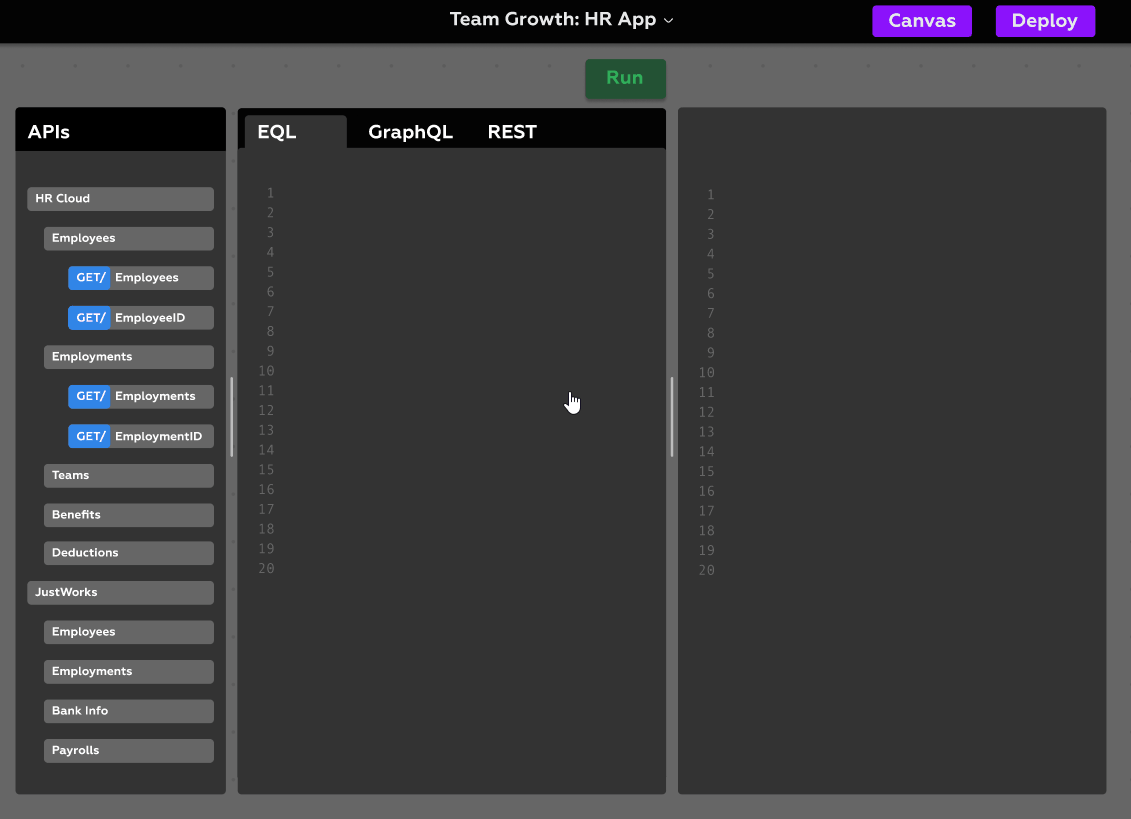 Team Growth: HR App
Canvas
Deploy
Run
APIs
HR Cloud
Employees
GET/ Employees
GET/ EmployeeID
Employments
GET/ Employments
GET/ EmploymentID
Teams
Benefits
Deductions
JustWorks
Employees
Employments
Bank Info
Payrolls
EQL GraphQL REST
1
2
3
4
5
6
7
8
9
10
11
12
13
14
15
16
17
18
19
20
1
2
3
4
5
6
7
8
9
10
11
12
13
14
15
16
17
18
19
20